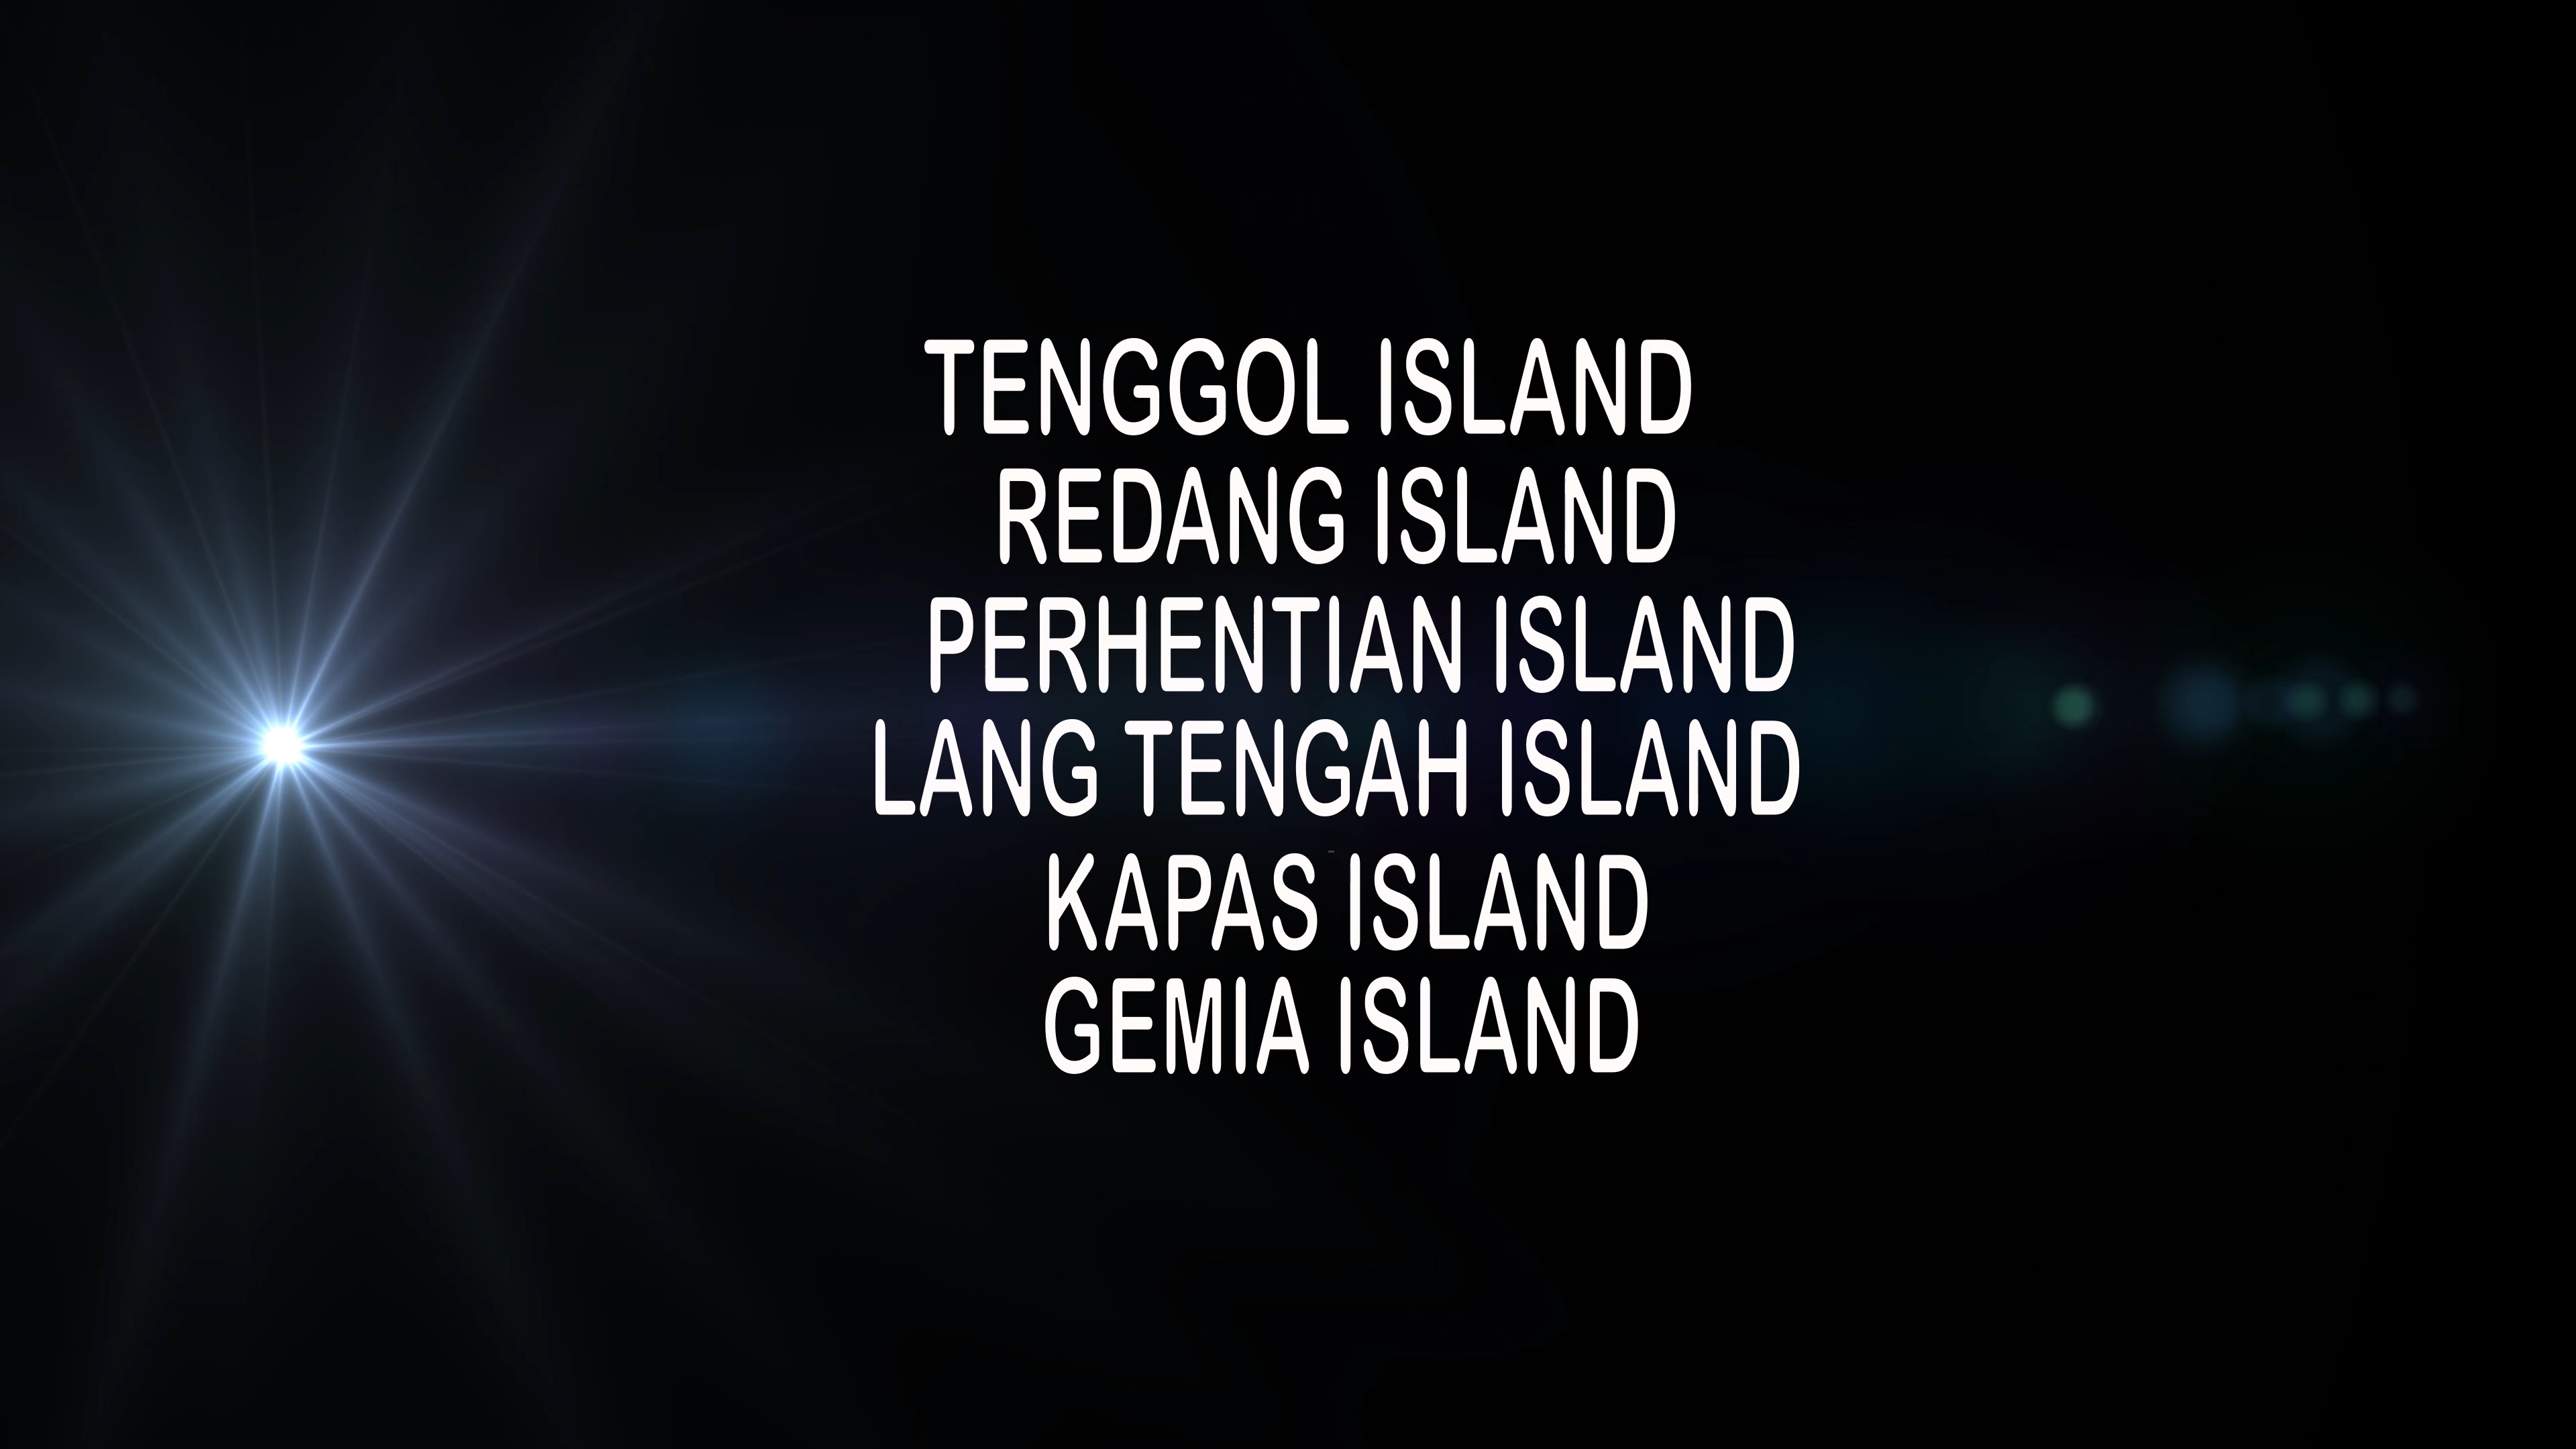 TENGGOL ISLAND
REDANG ISLAND
PERHENTIAN ISLAND
LANG TENGAH ISLAND
KAPAS ISLAND
GEMIA ISLAND